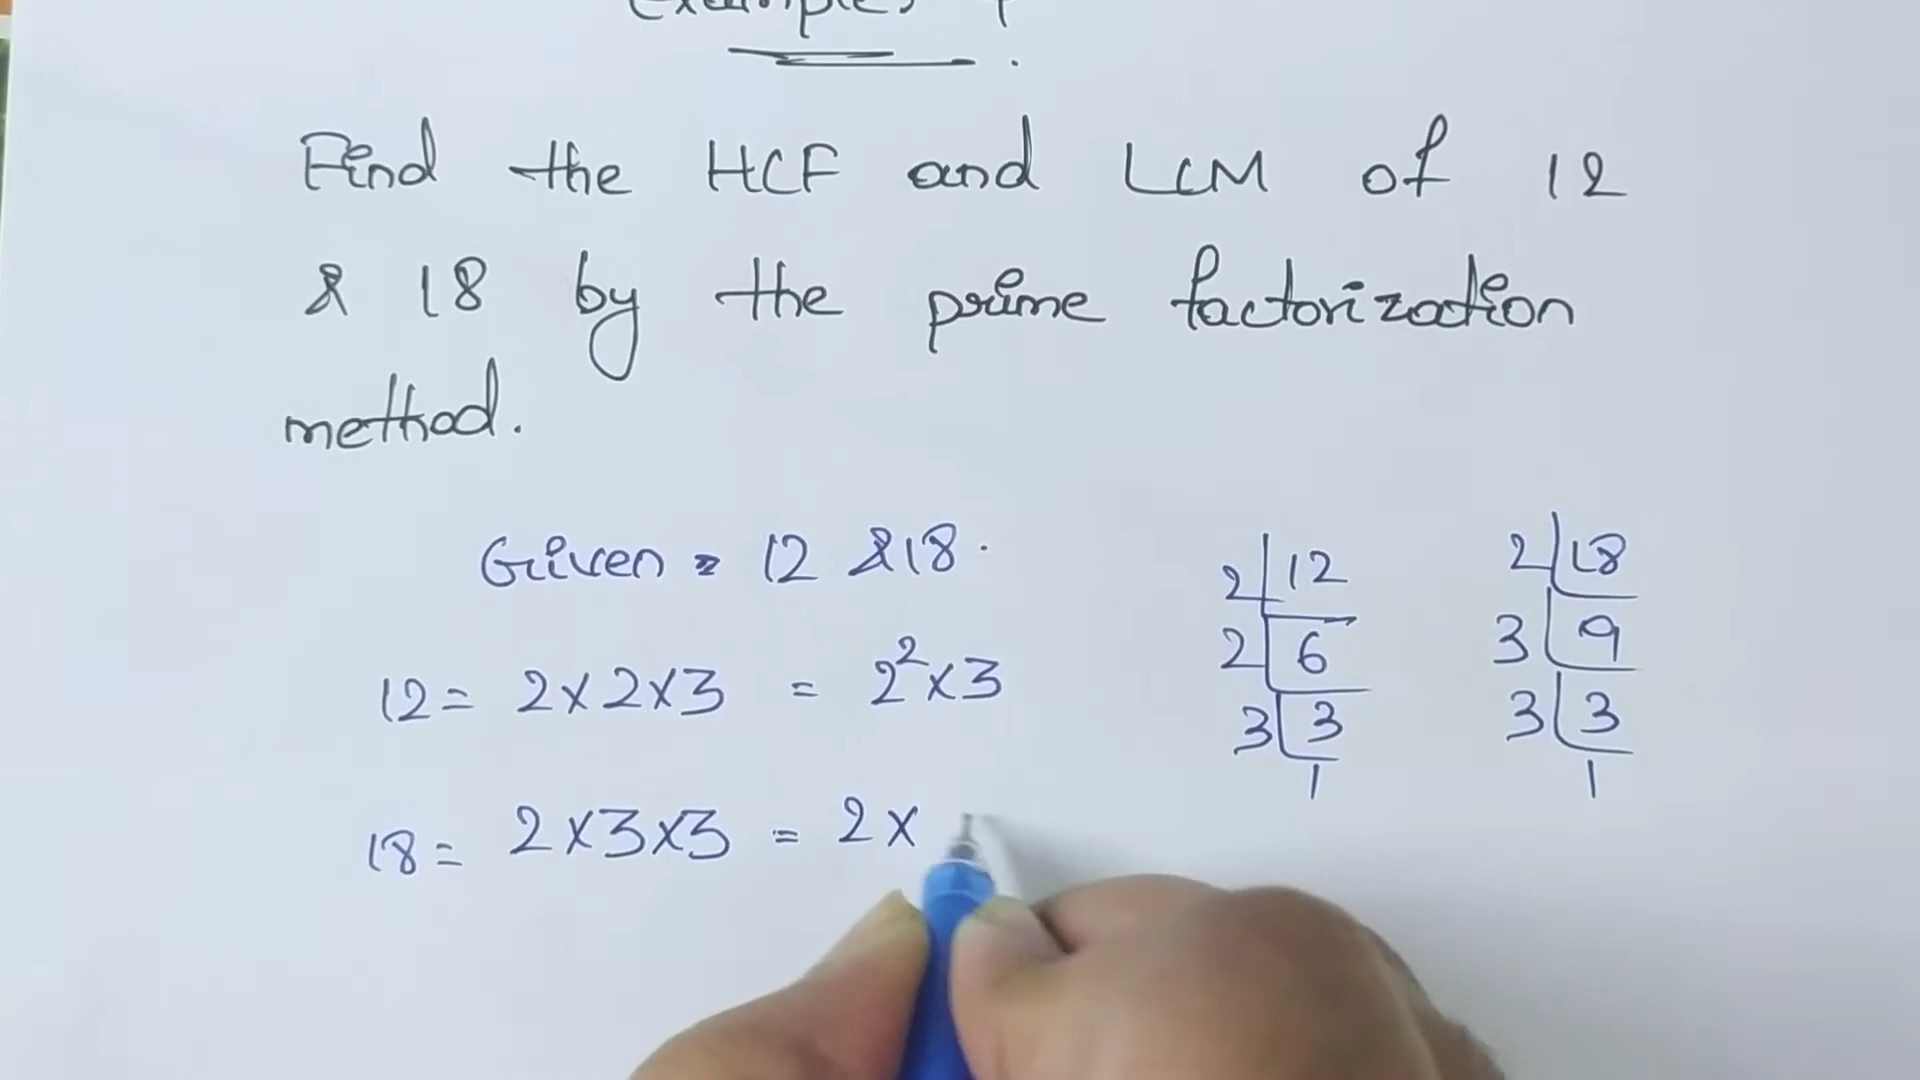 Examples :
Find the HCF and LCM of 12
& 18 by the prime factorization
method.
Given = 12 & 18.
12 = 2 × 2 × 3 = 2² × 3
18 = 2 × 3 × 3 = 2 ×
2 | 12
2 | 6
3 | 3
1
2 | 18
3 | 9
3 | 3
1